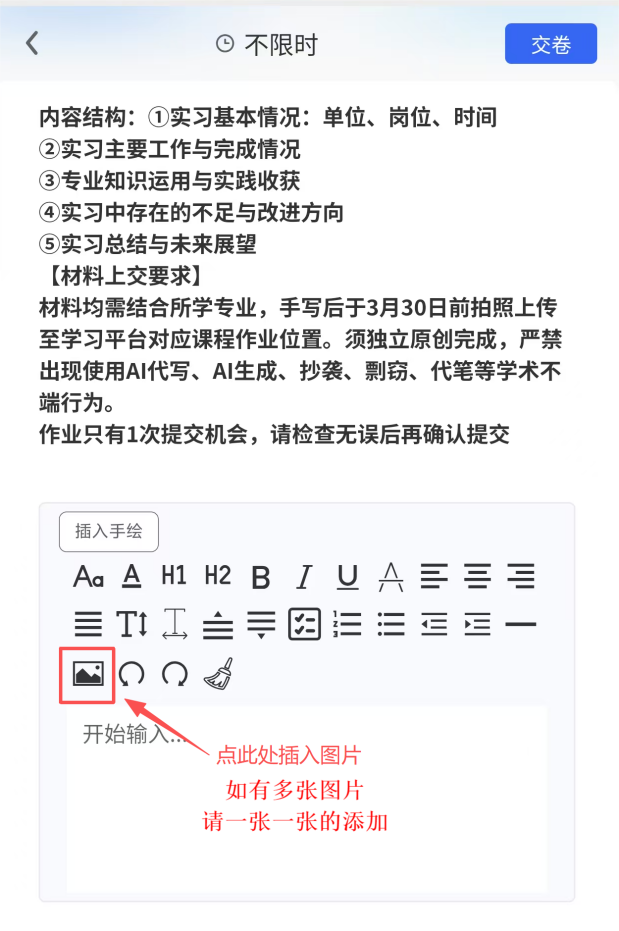 不限时
交卷
内容结构：①实习基本情况：单位、岗位、时间
②实习主要工作与完成情况
③专业知识运用与实践收获
④实习中存在的不足与改进方向
⑤实习总结与未来展望
【材料上交要求】
材料均需结合所学专业，手写后于3月30日前拍照上传
至学习平台对应课程作业位置。须独立原创完成，严禁
出现使用AI代写、AI生成、抄袭、剽窃、代笔等学术不
端行为。
作业只有1次提交机会，请检查无误后再确认提交
插入手绘
Aa A H1 H2 B I U A
T T
开始输入...
点此处插入图片
如有多张图片
请一张一张的添加